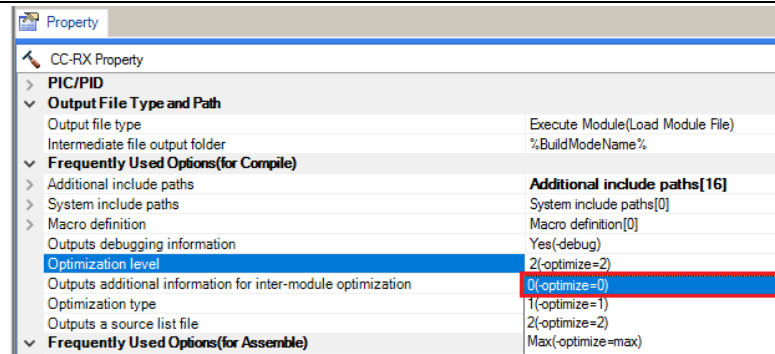 Property
CC-RX Property
PIC/PID
Output File Type and Path
Output file type Execute Module(Load Module File)
Intermediate file output folder %BuildModeName%
Frequently Used Options(for Compile)
Additional include paths Additional include paths[16]
System include paths System include paths[0]
Macro definition Macro definition[0]
Outputs debugging information Yes(-debug)
Optimization level 2(-optimize=2)
Outputs additional information for inter-module optimization 0(-optimize=0)
Optimization type 1(-optimize=1)
Outputs a source list file 2(-optimize=2)
Frequently Used Options(for Assemble) Max(-optimize=max)